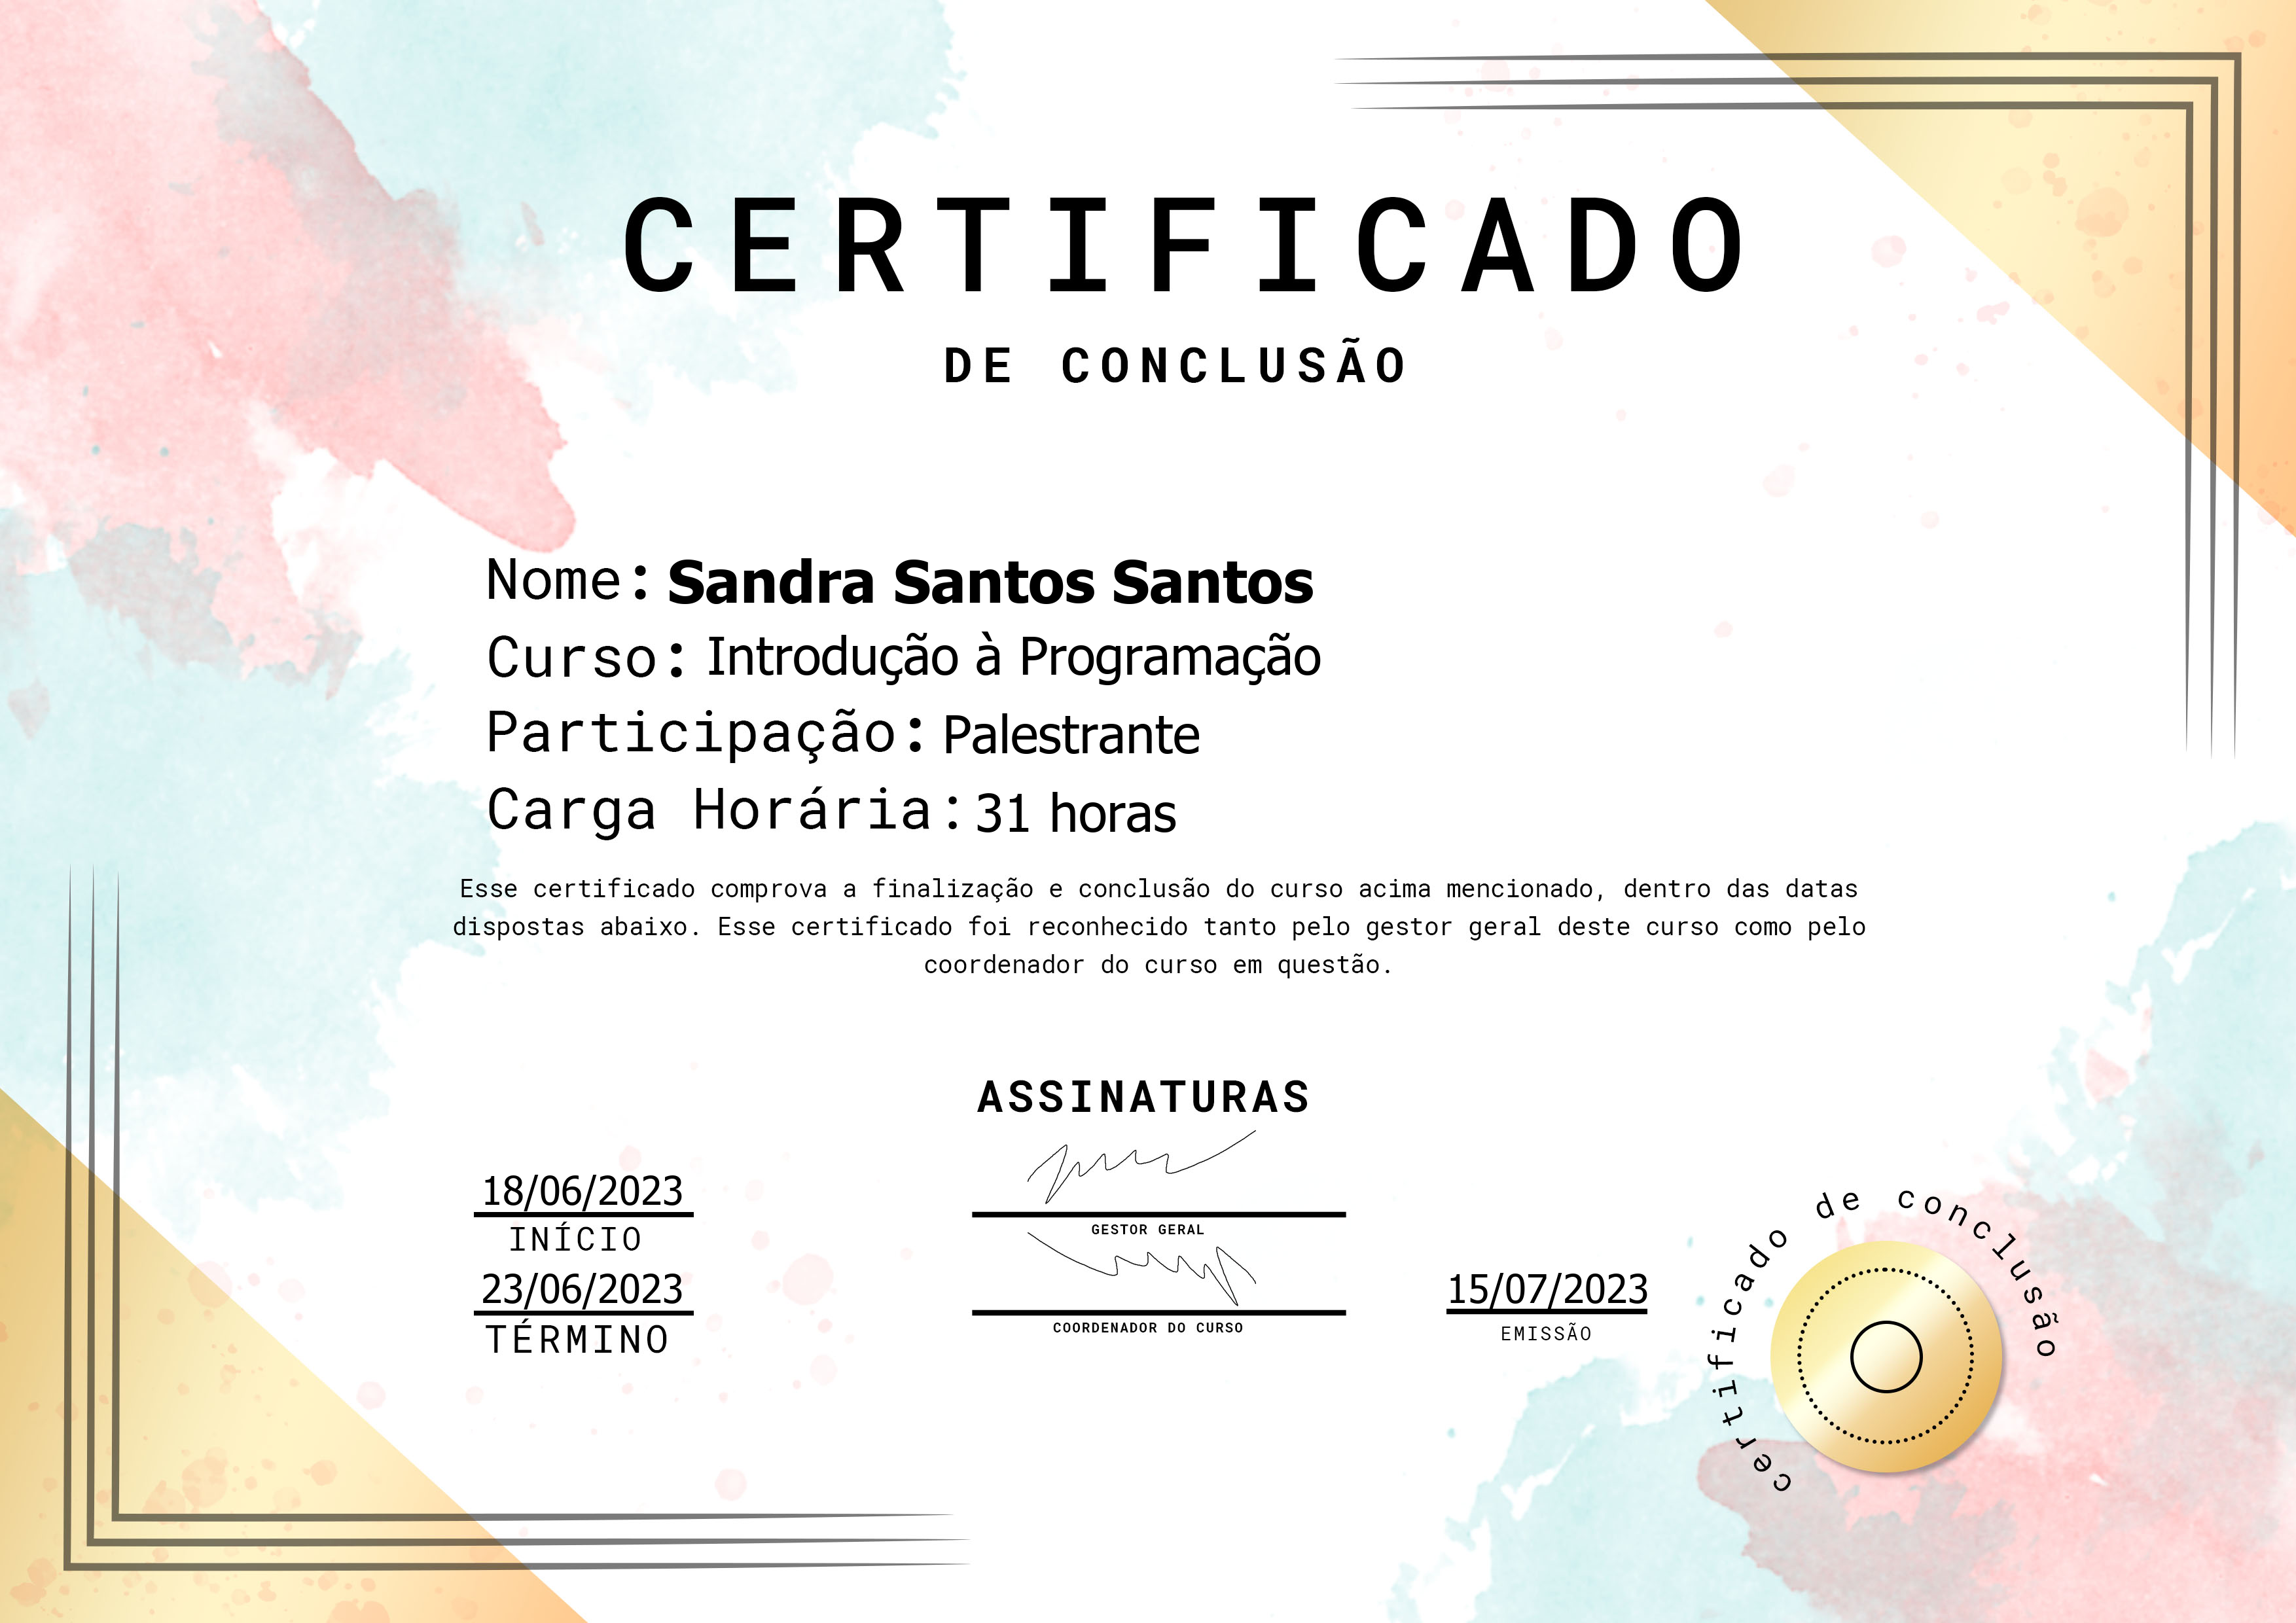 CERTIFICADO
DE CONCLUSÃO
Nome: Sandra Santos Santos
Curso: Introdução à Programação
Participação: Palestrante
Carga Horária: 31 horas
Esse certificado comprova a finalização e conclusão do curso acima mencionado, dentro das datas
dispostas abaixo. Esse certificado foi reconhecido tanto pelo gestor geral deste curso como pelo
coordenador do curso em questão.
ASSINATURAS
18/06/2023
INÍCIO
GESTOR GERAL
23/06/2023
TÉRMINO
COORDENADOR DO CURSO
15/07/2023
EMISSÃO
certificado de conclusão